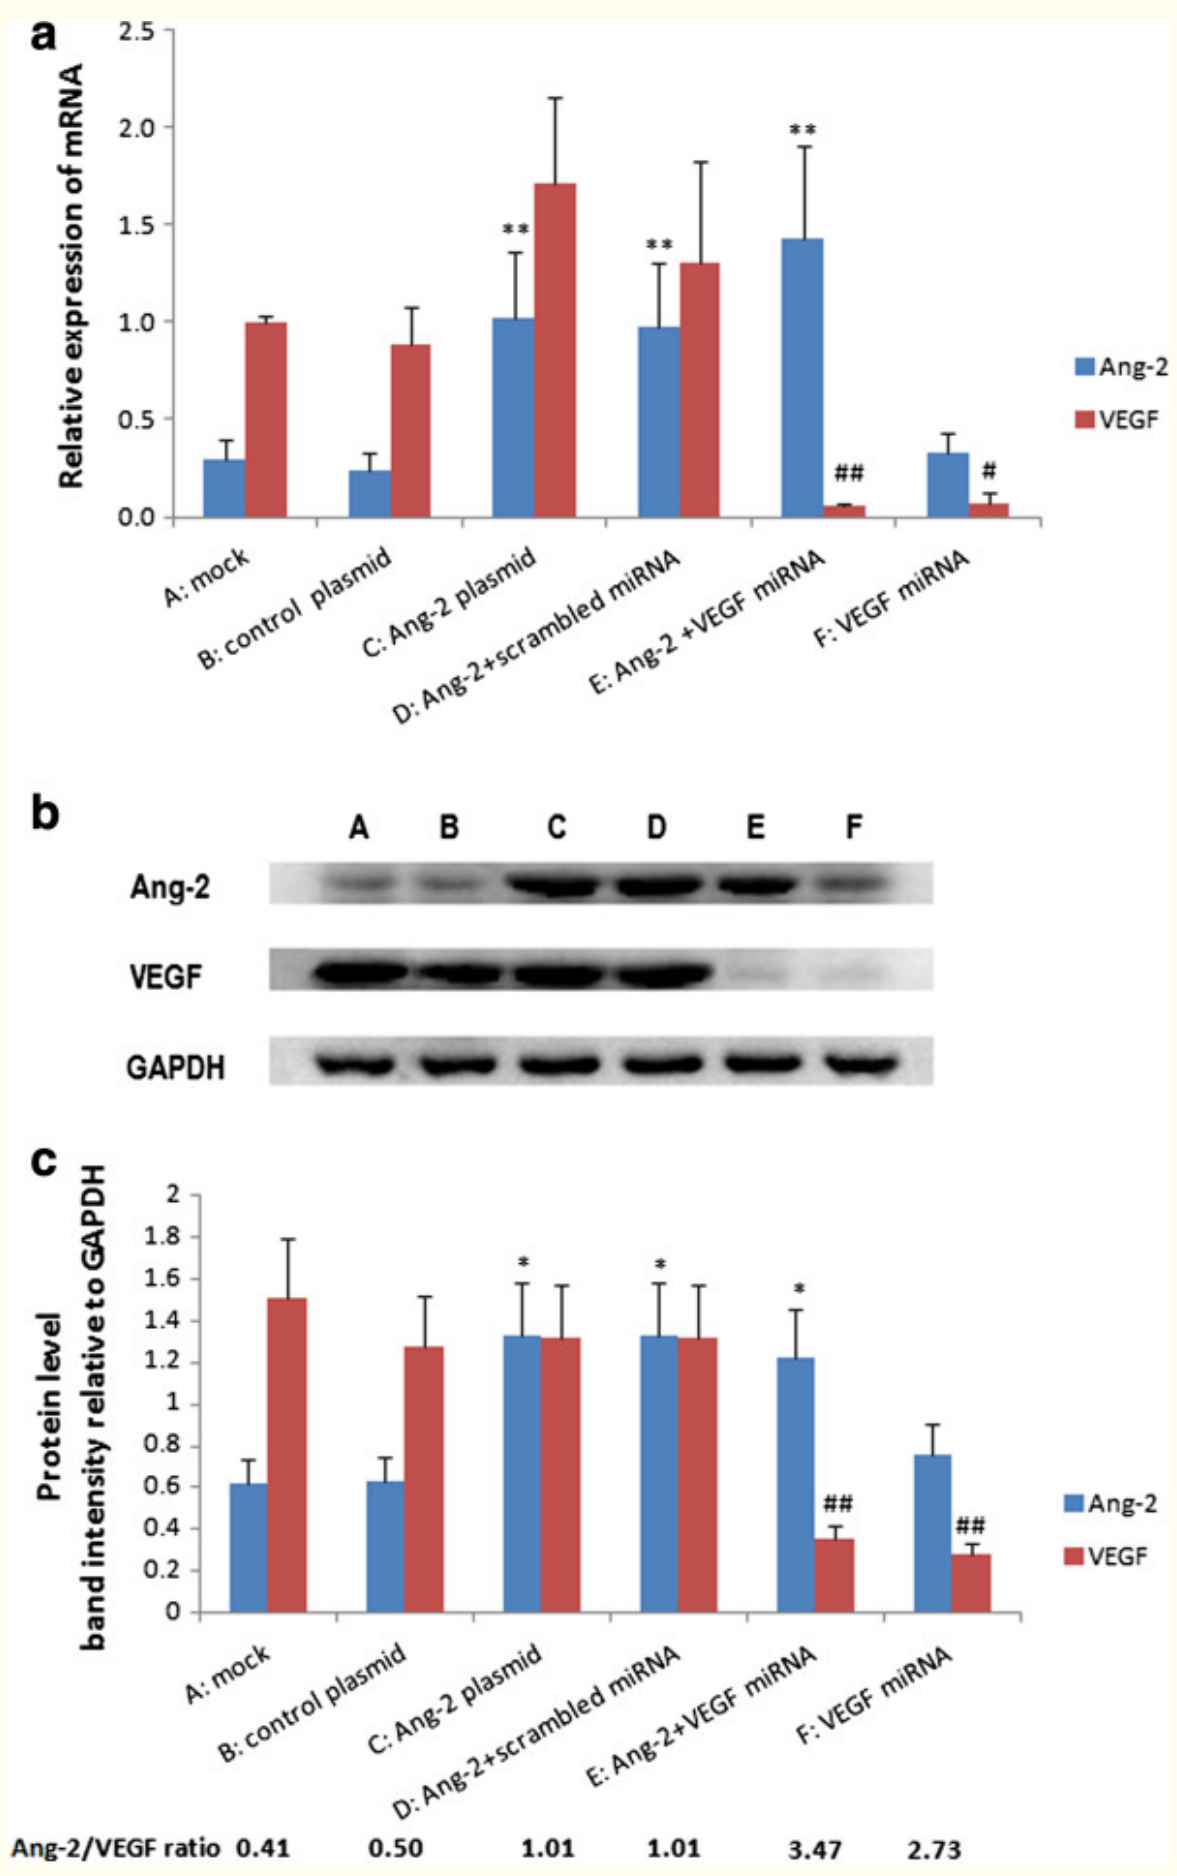 a
Relative expression of mRNA
2.5
2.0
1.5
1.0
0.5
0.0
**
**
**
##
#
Ang-2
VEGF
A: mock
B: control plasmid
C: Ang-2 plasmid
D: Ang-2+scrambled miRNA
E: Ang-2 +VEGF miRNA
F: VEGF miRNA
b
A B C D E F
Ang-2
VEGF
GAPDH
c
Protein level
band intensity relative to GAPDH
2
1.8
1.6
1.4
1.2
1
0.8
0.6
0.4
0.2
0
*
*
*
##
##
Ang-2
VEGF
A: mock
B: control plasmid
C: Ang-2 plasmid
D: Ang-2+scrambled miRNA
E: Ang-2+VEGF miRNA
F: VEGF miRNA
Ang-2/VEGF ratio 0.41 0.50 1.01 1.01 3.47 2.73